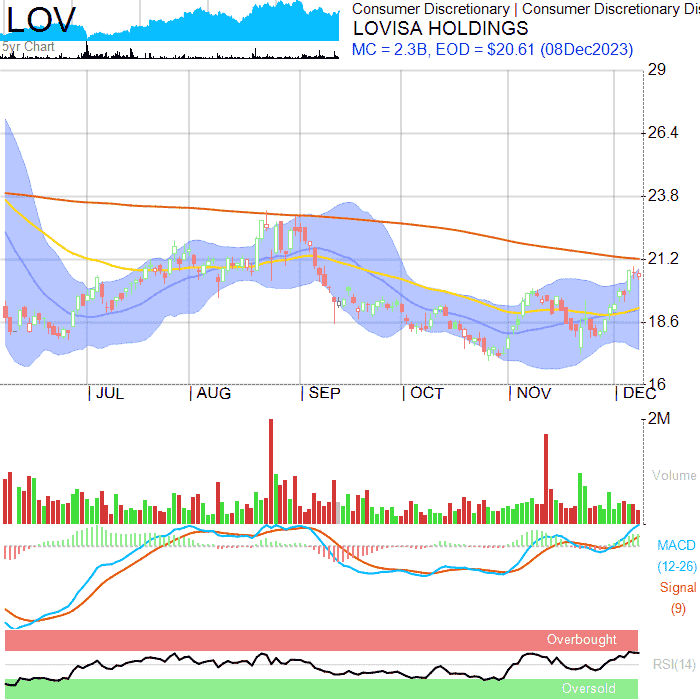 LOV
5yr Chart
Consumer Discretionary | Consumer Discretionary Dis
LOVISA HOLDINGS
MC = 2.3B, EOD = $20.61 (08Dec2023)
29
26.4
23.8
21.2
18.6
16
JUL AUG SEP OCT NOV DEC
2M
Volume
MACD
(12-26)
Signal
(9)
Overbought
RSI(14)
Oversold